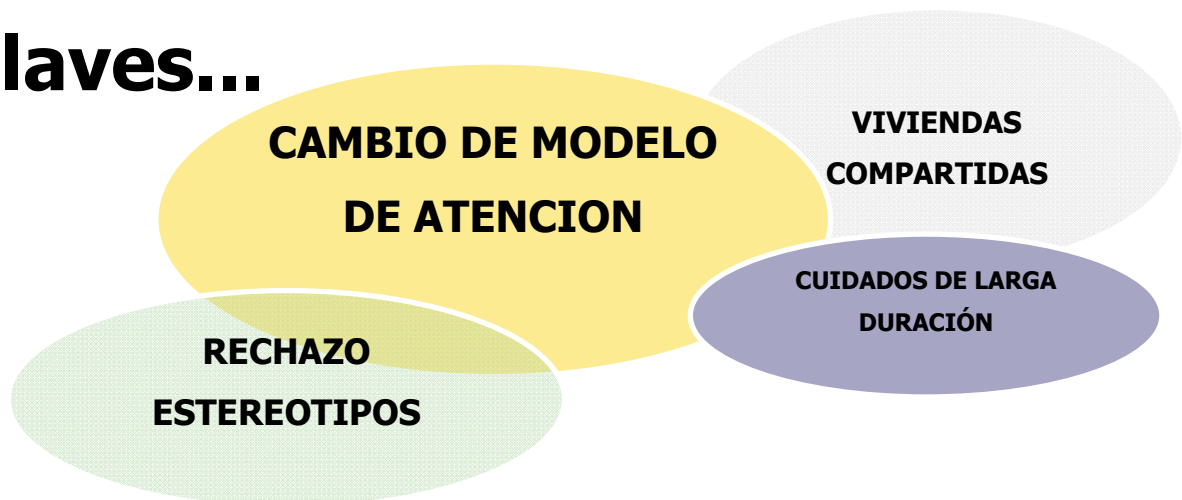 laves...
CAMBIO DE MODELO
DE ATENCION
VIVIENDAS
COMPARTIDAS
CUIDADOS DE LARGA
DURACIÓN
RECHAZO
ESTEREOTIPOS